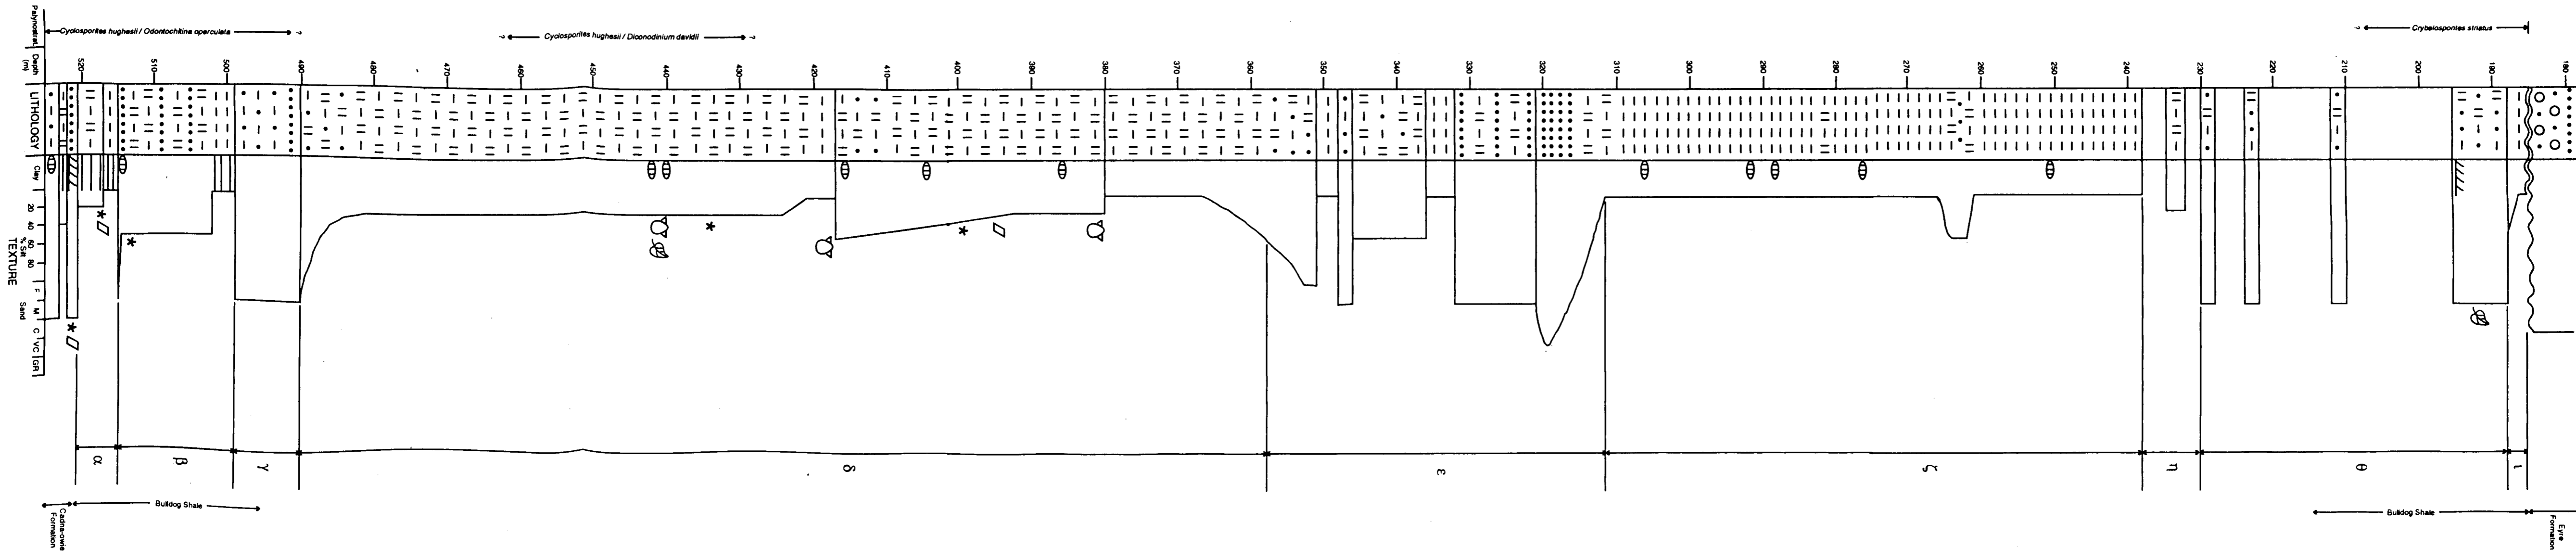 Palynostrat.
Cyclosporites hughesii / Odontochitina operculata
?
?
Cyclosporites hughesii / Diconodinium davidii
?
?
Crybelosporites striatus
Depth
(m)
520
510
500
490
480
470
460
450
440
430
420
410
400
390
380
370
360
350
340
330
320
310
300
290
280
270
260
250
240
230
220
210
200
190
180
LITHOLOGY
Clay
20
40
60
80
% Silt
F
M
C
VC
GR
Sand
TEXTURE
α
β
γ
δ
ε
ζ
η
θ
ι
Cadna-owie
Formation
Bulldog Shale
Bulldog Shale
Eyre
Formation